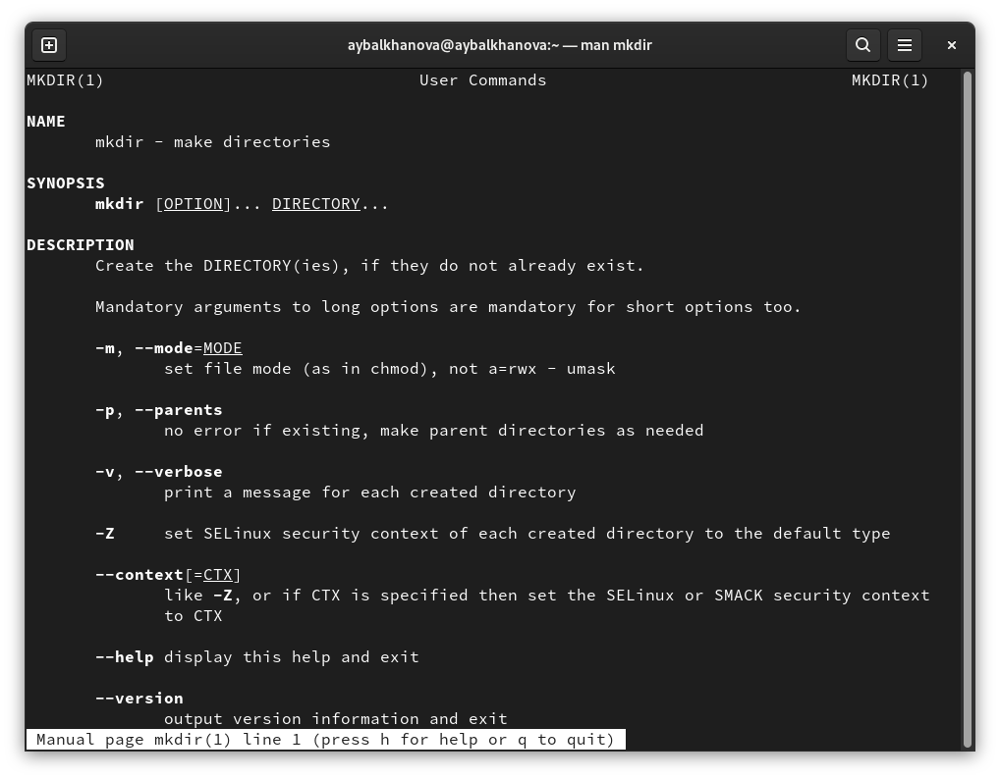 aybalkhanova@aybalkhanova:~ — man mkdir
MKDIR(1) User Commands MKDIR(1)
NAME
mkdir - make directories
SYNOPSIS
mkdir [OPTION]... DIRECTORY...
DESCRIPTION
Create the DIRECTORY(ies), if they do not already exist.
Mandatory arguments to long options are mandatory for short options too.
-m, --mode=MODE
set file mode (as in chmod), not a=rwx - umask
-p, --parents
no error if existing, make parent directories as needed
-v, --verbose
print a message for each created directory
-Z set SELinux security context of each created directory to the default type
--context[=CTX]
like -Z, or if CTX is specified then set the SELinux or SMACK security context
to CTX
--help display this help and exit
--version
output version information and exit
Manual page mkdir(1) line 1 (press h for help or q to quit)